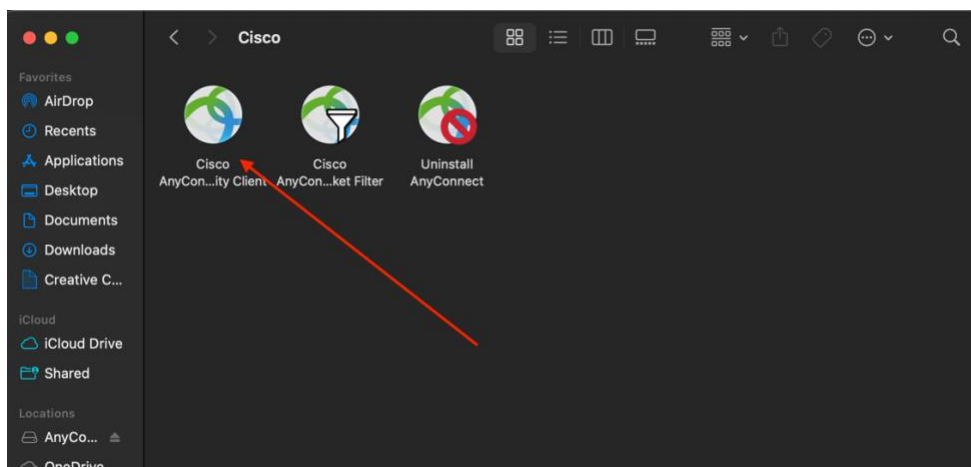 Cisco
Favorites
AirDrop
Recents
Applications
Desktop
Documents
Downloads
Creative C...
iCloud
iCloud Drive
Shared
Locations
AnyCo...
OneDrive
Cisco
AnyCon...ity Client
Cisco
AnyCon...ket Filter
Uninstall
AnyConnect